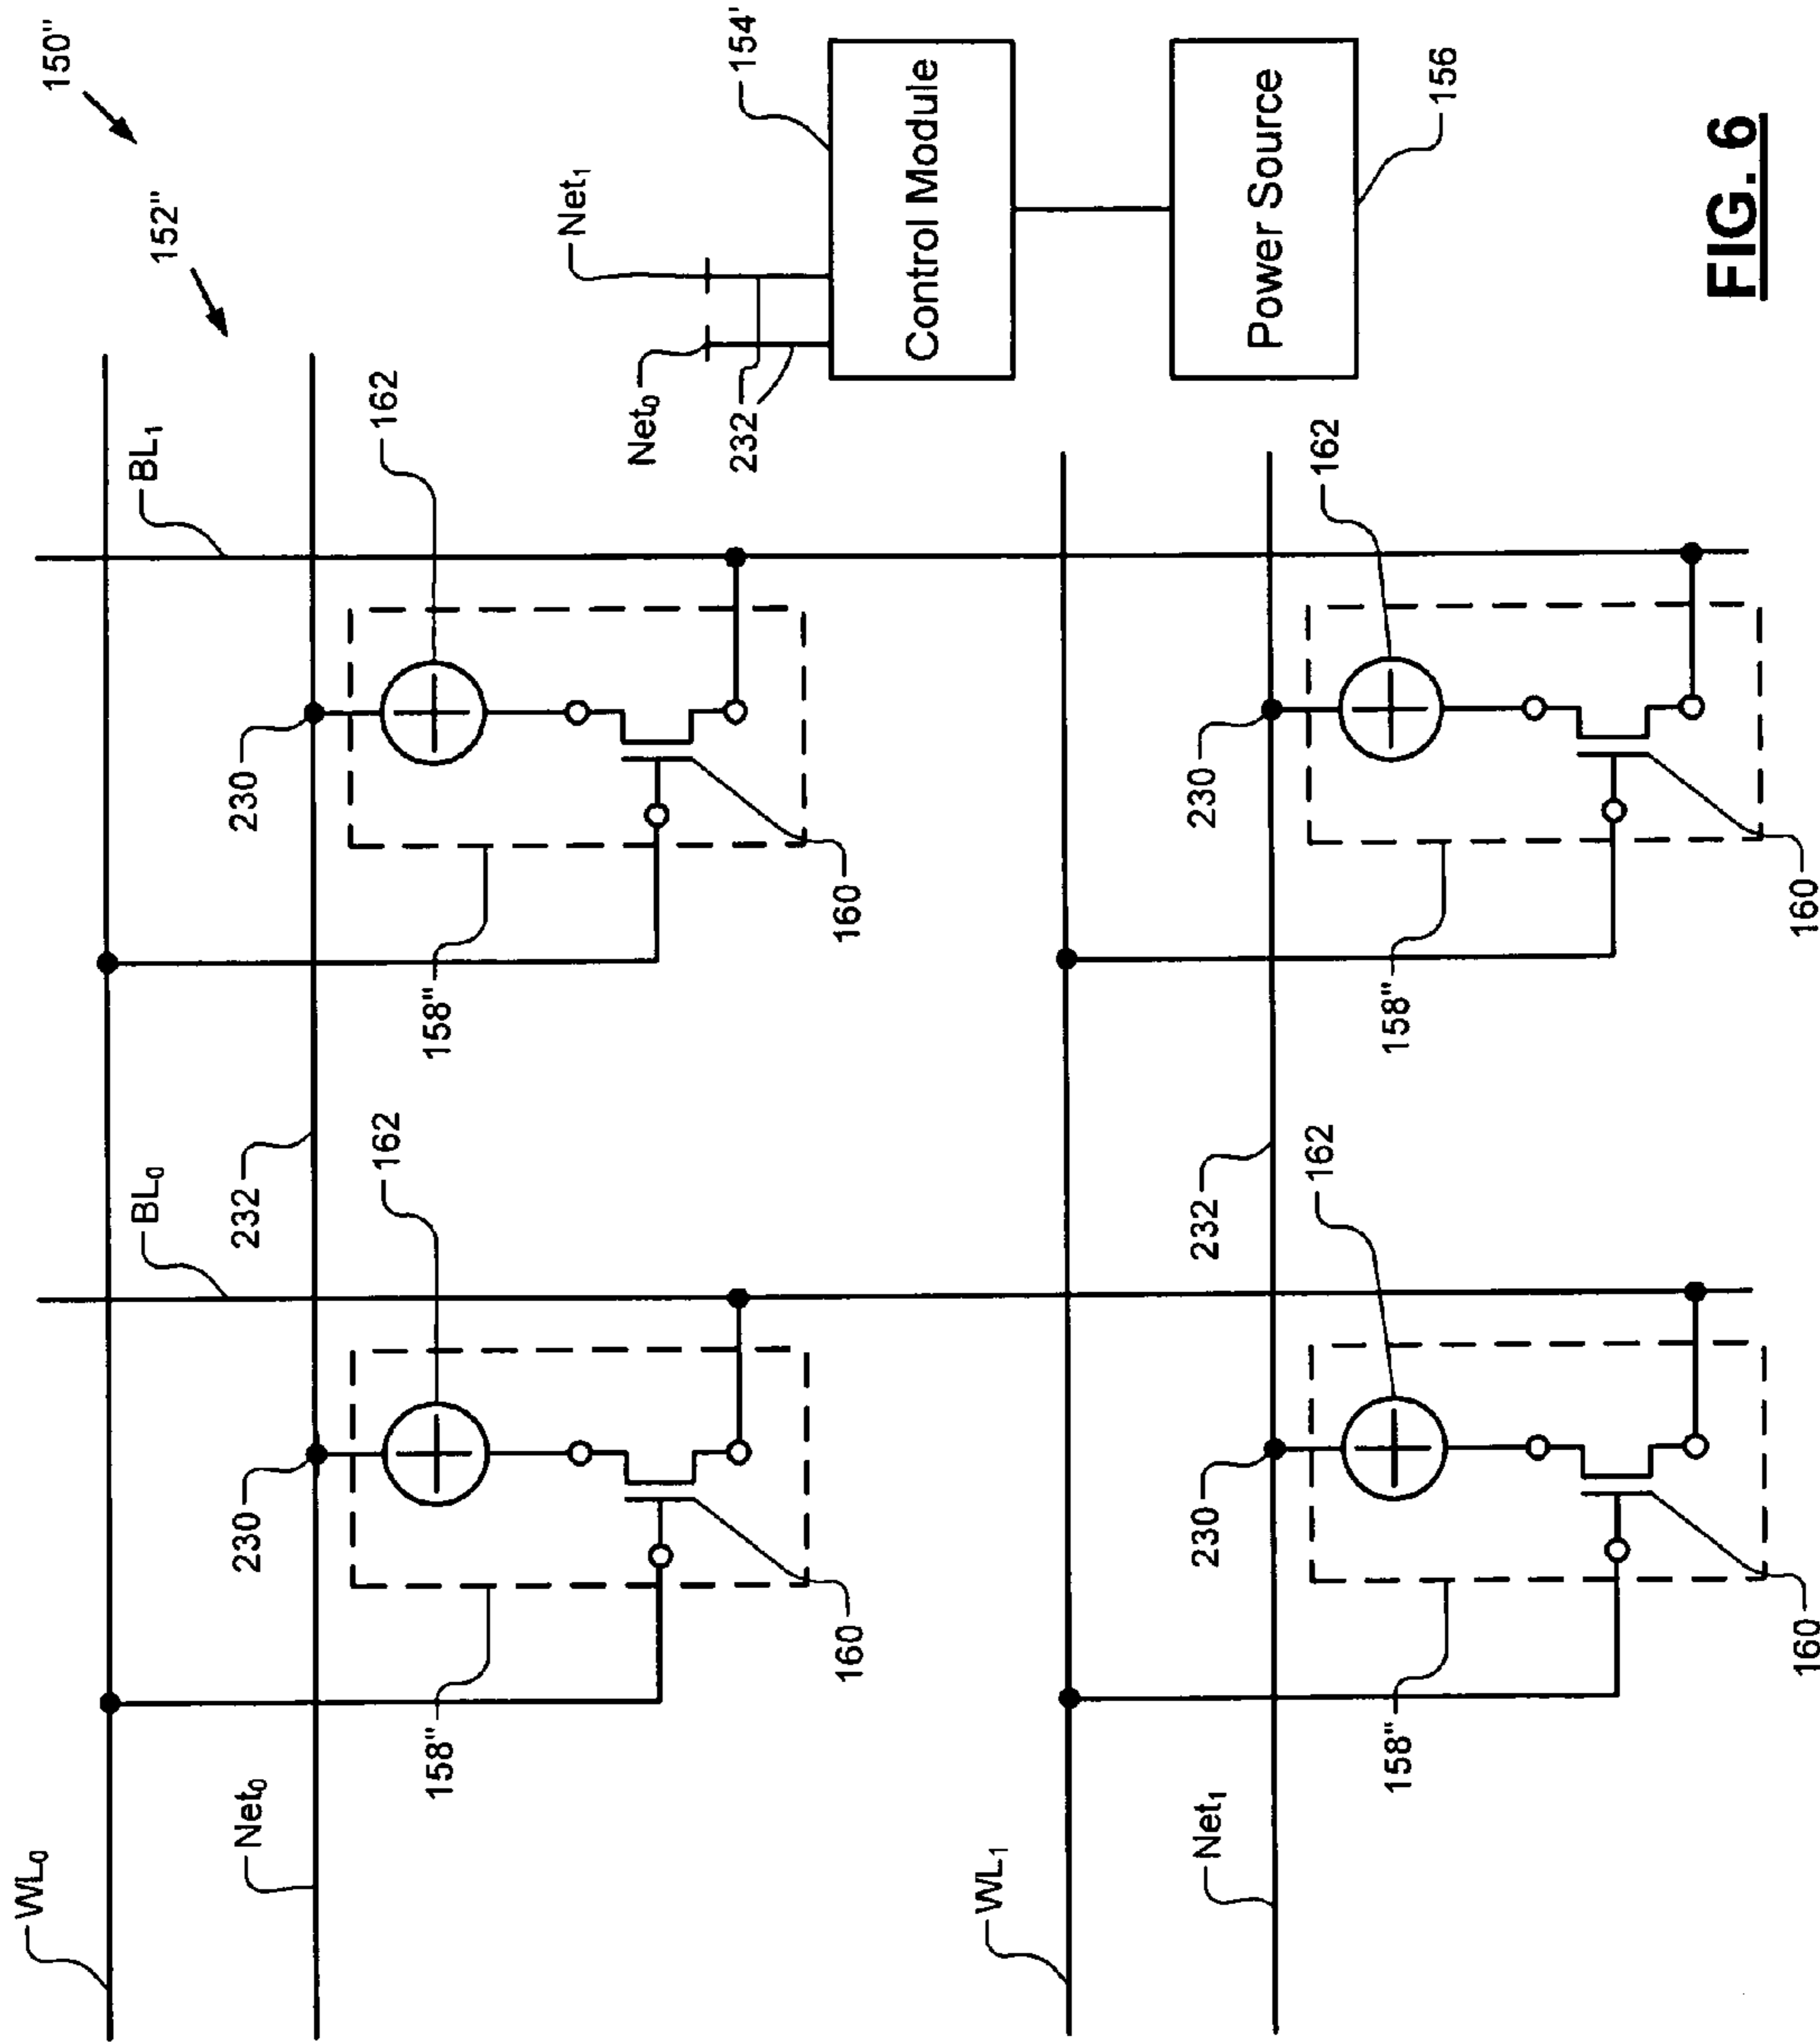 150"
152"
WL0
BL0
BL1
Net0
232
230
162
230
162
158"
158"
160
160
Net0
Net1
232
154'
Control Module
WL1
Net1
232
230
162
230
162
158"
158"
160
160
Power Source
156
FIG. 6